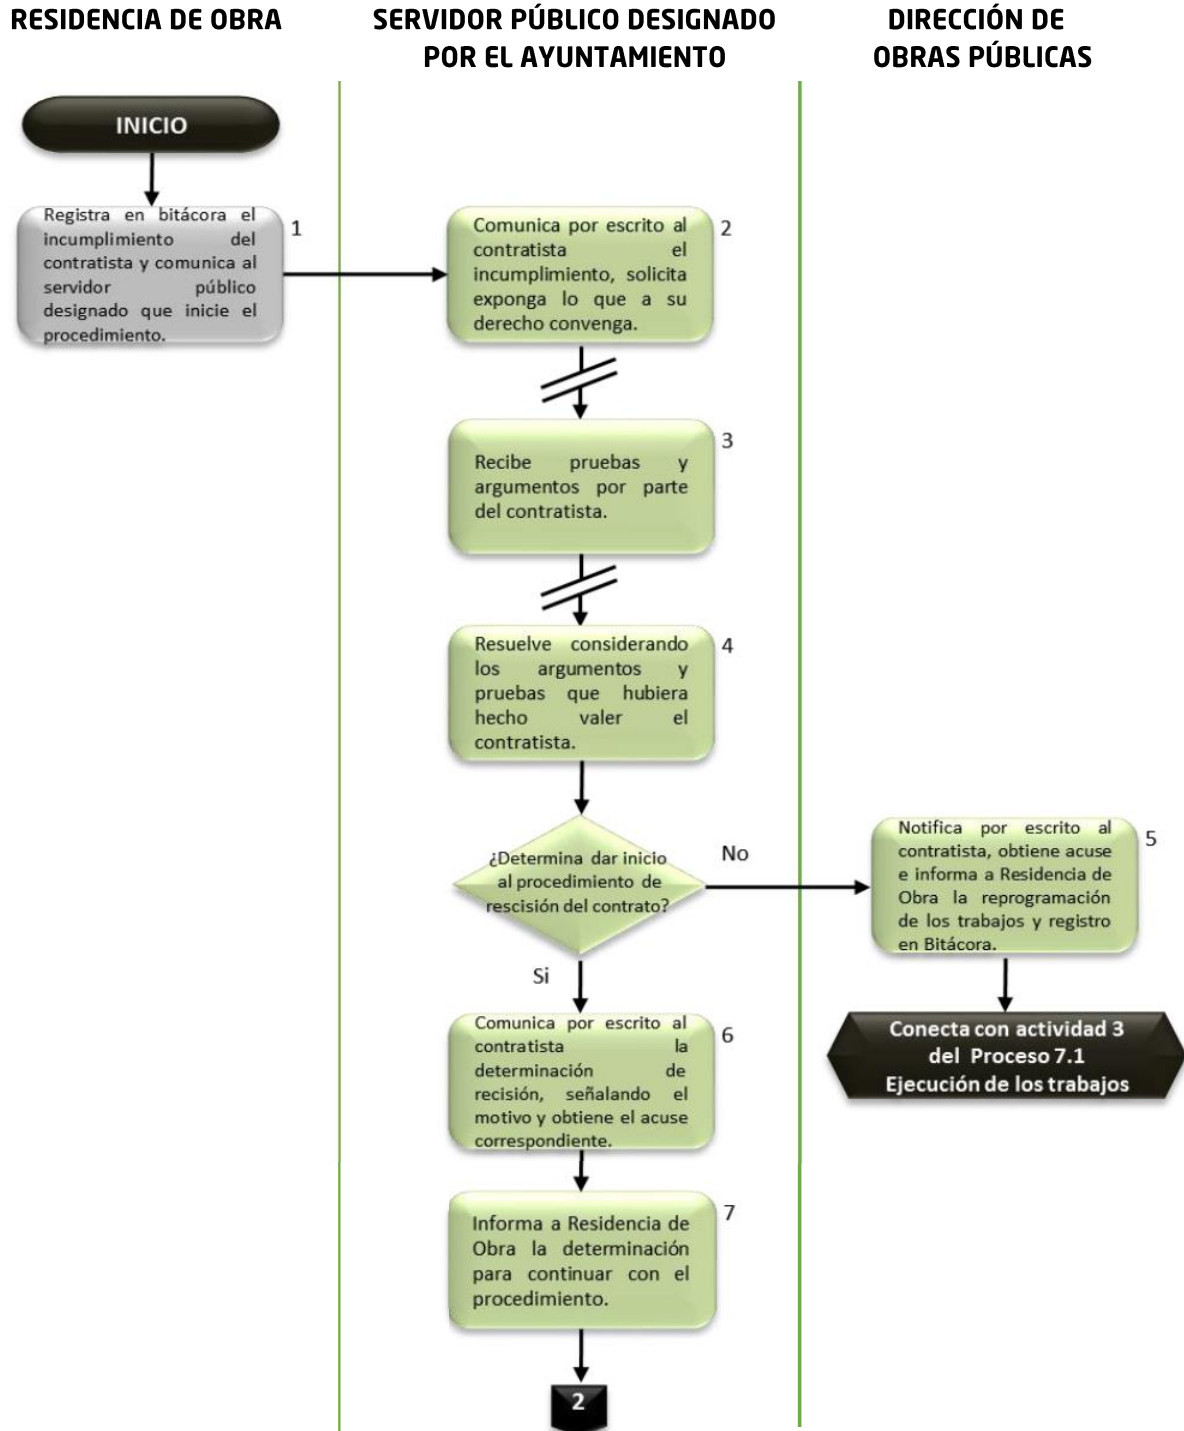 RESIDENCIA DE OBRA
SERVIDOR PÚBLICO DESIGNADO
POR EL AYUNTAMIENTO
DIRECCIÓN DE
OBRAS PÚBLICAS
INICIO
Registra en bitácora el
incumplimiento del
contratista y comunica al
servidor público
designado que inicie el
procedimiento.
1
Comunica por escrito al
contratista el
incumplimiento, solicita
exponga lo que a su
derecho convenga.
2
Recibe pruebas y
argumentos por parte
del contratista.
3
Resuelve considerando
los argumentos y
pruebas que hubiera
hecho valer el
contratista.
4
¿Determina dar inicio
al procedimiento de
rescisión del contrato?
No
Notifica por escrito al
contratista, obtiene acuse
e informa a Residencia de
Obra la reprogramación
de los trabajos y registro
en Bitácora.
5
Conecta con actividad 3
del Proceso 7.1
Ejecución de los trabajos
Si
Comunica por escrito al
contratista la
determinación de
recisión, señalando el
motivo y obtiene el acuse
correspondiente.
6
Informa a Residencia de
Obra la determinación
para continuar con el
procedimiento.
7
2